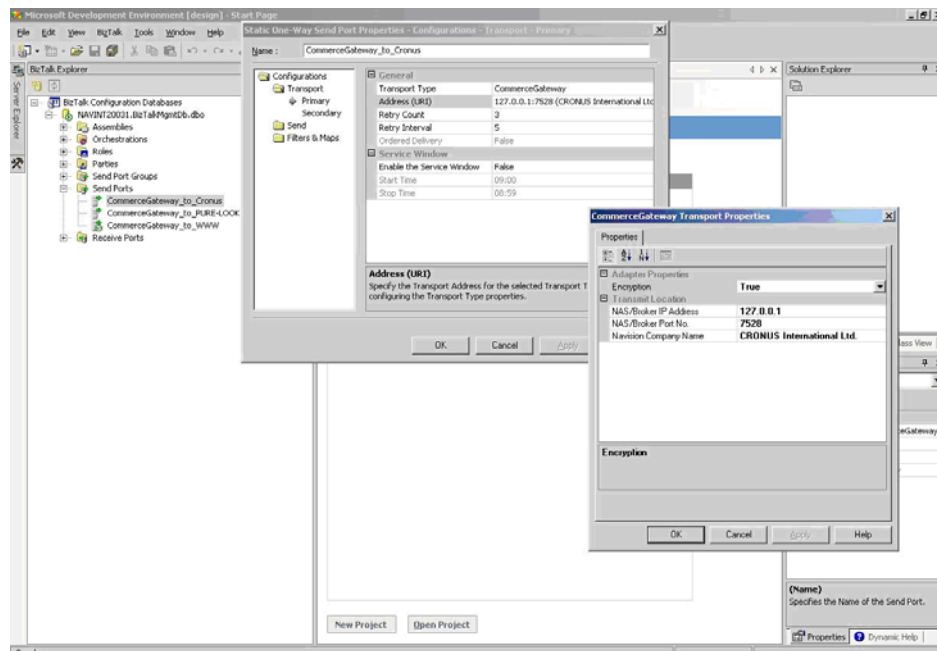 Microsoft Development Environment [design] - Start Page
File Edit View BizTalk Tools Window Help
Static One-Way Send Port Properties - Configurations - Transport - Primary
Name : CommerceGateway_to_Cronus
BizTalk Explorer
Server Explorer
BizTalk Configuration Databases
NAVINT20031.BizTalkMgmtDb.dbo
Assemblies
Orchestrations
Roles
Parties
Send Port Groups
Send Ports
CommerceGateway_to_Cronus
CommerceGateway_to_PURE-LOOK
CommerceGateway_to_WWW
Receive Ports
Configurations
Transport
Primary
Secondary
Send
Filters & Maps
General
Transport Type CommerceGateway
Address (URI) 127.0.0.1:7528 (CRONUS International Ltd
Retry Count 3
Retry Interval 5
Ordered Delivery False
Service Window
Enable the Service Window False
Start Time 09:00
Stop Time 08:59
Address (URI)
Specify the Transport Address for the selected Transport T
configuring the Transport Type properties.
OK Cancel Apply
Solution Explorer
CommerceGateway Transport Properties
Properties
Adapter Properties
Encryption True
Transmit Location
NAS/Broker IP Address 127.0.0.1
NAS/Broker Port No. 7528
Navision Company Name CRONUS International Ltd.
Encryption
OK Cancel Apply Help
lass View
eGateway
(Name)
Specifies the Name of the Send Port.
Properties Dynamic Help
New Project Open Project